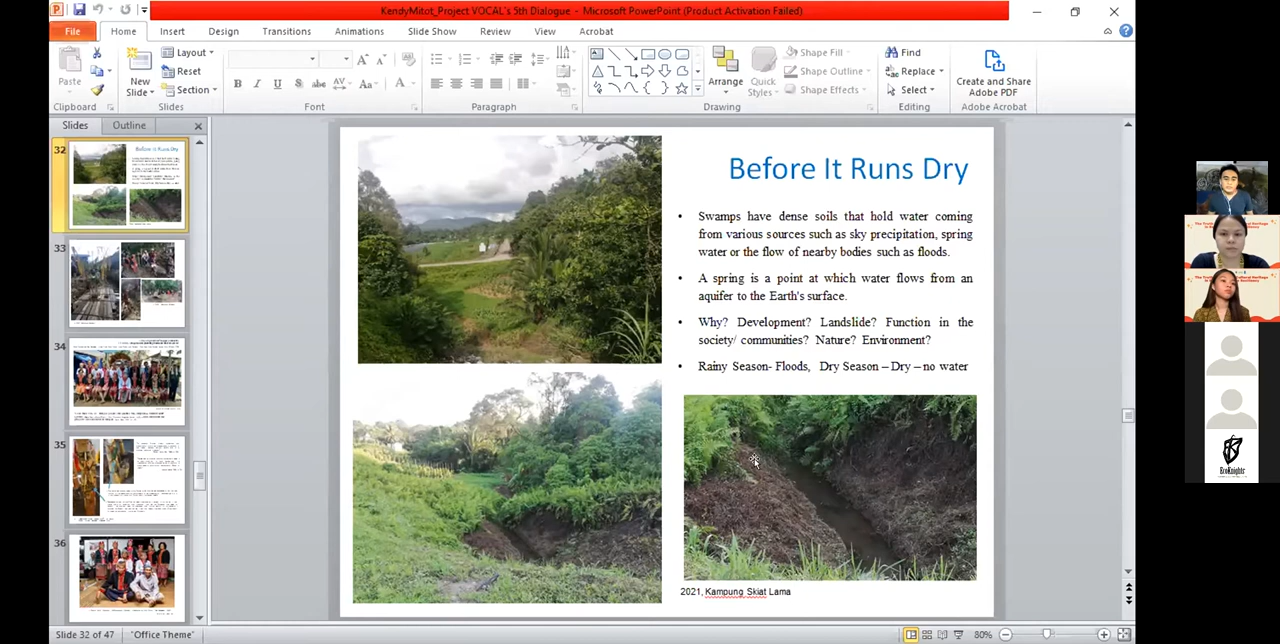 KendyMitot_Project VOCAL's 5th Dialogue - Microsoft PowerPoint (Product Activation Failed)
File
Home
Insert
Design
Transitions
Animations
Slide Show
Review
View
Acrobat
Paste
Clipboard
New
Slide
Layout
Reset
Section
Slides
B I U S abc AV Aa A
Font
Paragraph
Arrange
Quick
Styles
Shape Fill
Shape Outline
Shape Effects
Drawing
Find
Replace
Select
Editing
Create and Share
Adobe PDF
Adobe Acrobat
Slides
Outline
32
33
34
35
36
Before It Runs Dry
• Swamps have dense soils that hold water coming
from various sources such as sky precipitation, spring
water or the flow of nearby bodies such as floods.
• A spring is a point at which water flows from an
aquifer to the Earth's surface.
• Why? Development? Landslide? Function in the
society/ communities? Nature? Environment?
• Rainy Season- Floods, Dry Season – Dry – no water
2021, Kampung Skiat Lama
EcoKnights
Slide 32 of 47
"Office Theme"
80%